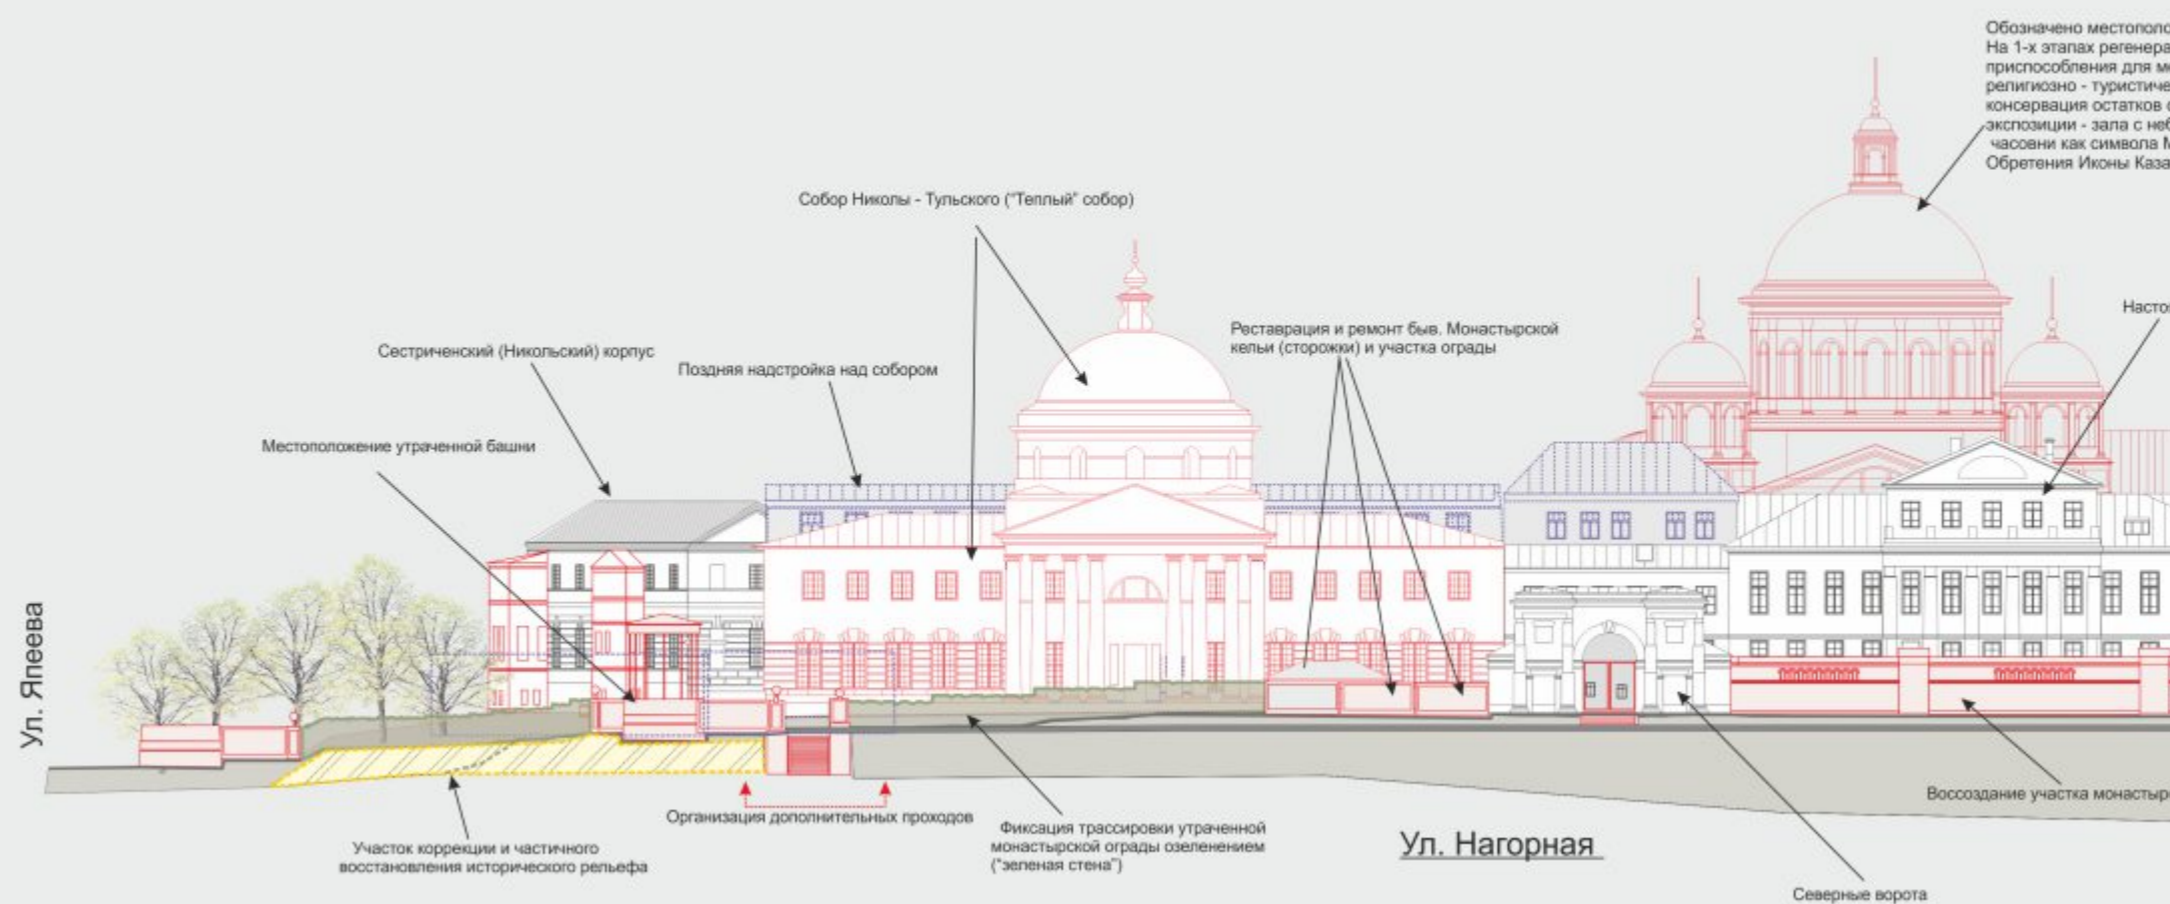 Обозначено местополо
На 1-х этапах регенера
приспособления для м
религиозно - туристиче
консервация остатков
экспозиции - зала с неб
часовни как символа М
Обретения Иконы Каза
Собор Николы - Тульского ("Теплый" собор)
Насто
Реставрация и ремонт быв. Монастырской
кельи (сторожки) и участка ограды
Сестриченский (Никольский) корпус
Поздняя надстройка над собором
Местоположение утраченной башни
Ул. Япеева
Воссоздание участка монастыр
Организация дополнительных проходов
Фиксация трассировки утраченной
монастырской ограды озеленением
("зеленая стена")
Участок коррекции и частичного
восстановления исторического рельефа
Ул. Нагорная
Северные ворота